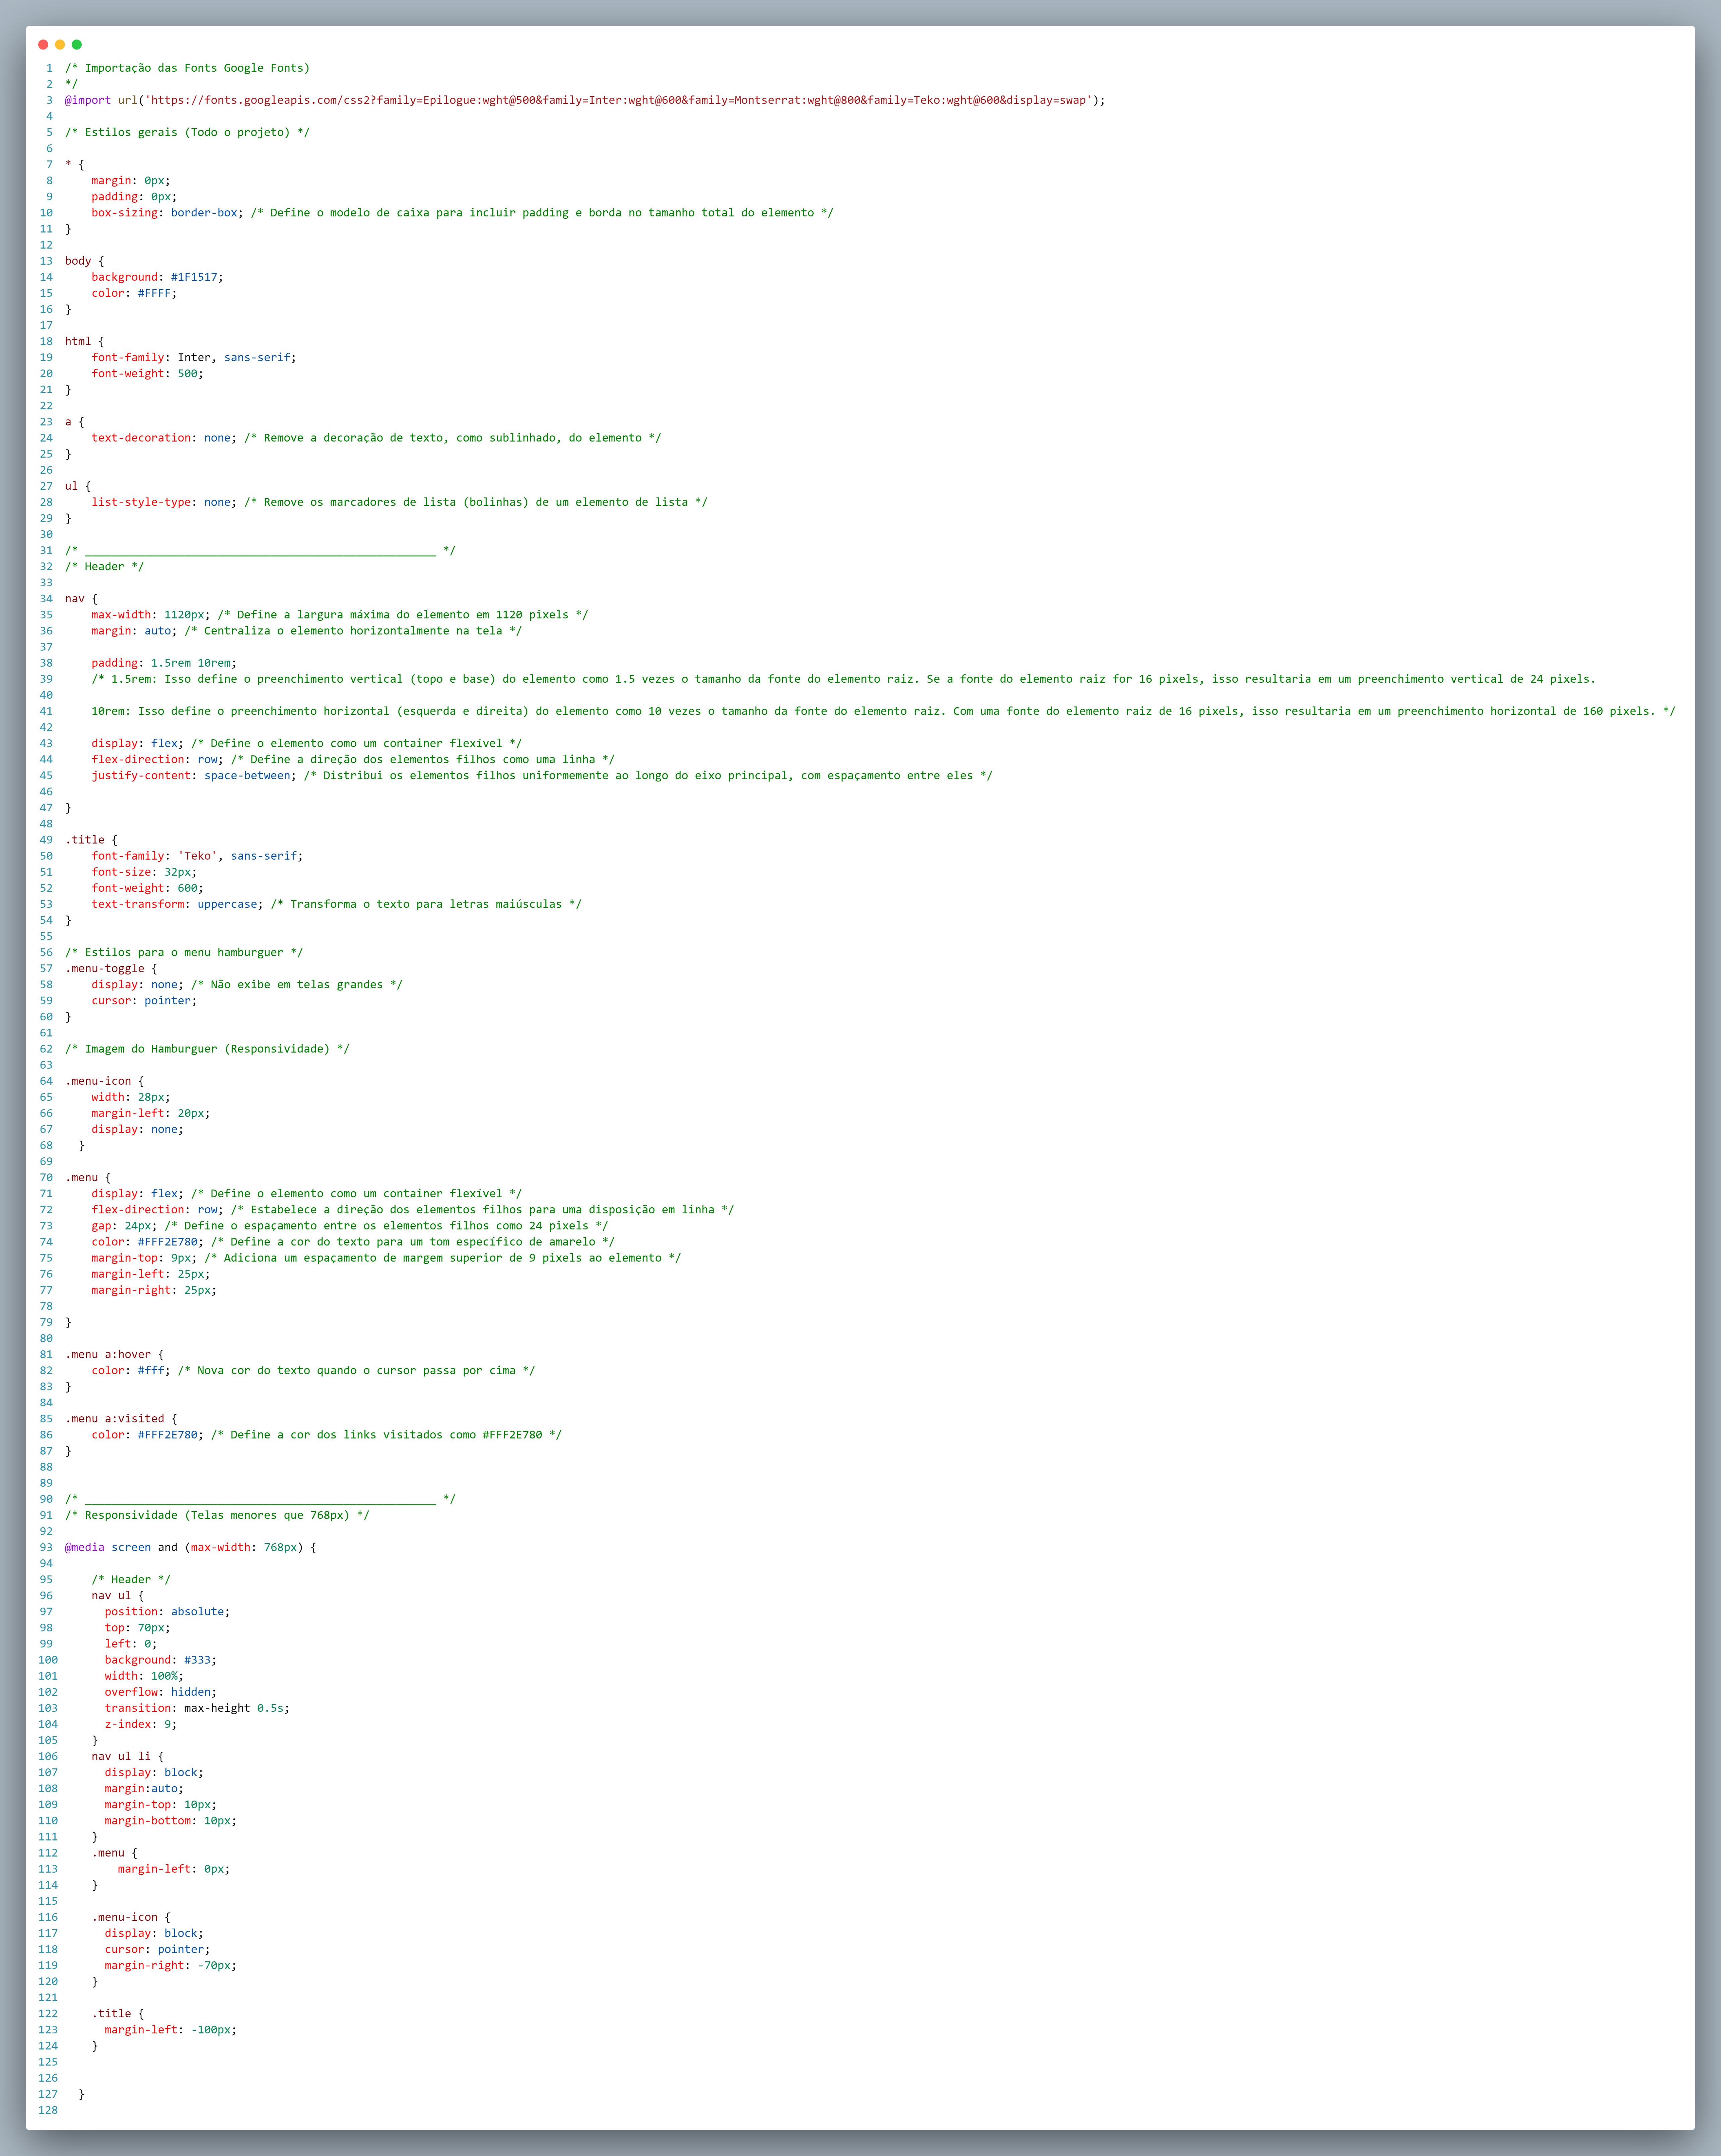 1 /* Importação das Fonts Google Fonts)
2 */
3 @import url('https://fonts.googleapis.com/css2?family=Epilogue:wght@500&family=Inter:wght@600&family=Montserrat:wght@800&family=Teko:wght@600&display=swap');
4
5 /* Estilos gerais (Todo o projeto) */
6
7 * {
8     margin: 0px;
9     padding: 0px;
10     box-sizing: border-box; /* Define o modelo de caixa para incluir padding e borda no tamanho total do elemento */
11 }
12
13 body {
14     background: #1F1517;
15     color: #FFFF;
16 }
17
18 html {
19     font-family: Inter, sans-serif;
20     font-weight: 500;
21 }
22
23 a {
24     text-decoration: none; /* Remove a decoração de texto, como sublinhado, do elemento */
25 }
26
27 ul {
28     list-style-type: none; /* Remove os marcadores de lista (bolinhas) de um elemento de lista */
29 }
30
31 /* _____________________________________________________ */
32 /* Header */
33
34 nav {
35     max-width: 1120px; /* Define a largura máxima do elemento em 1120 pixels */
36     margin: auto; /* Centraliza o elemento horizontalmente na tela */
37
38     padding: 1.5rem 10rem;
39     /* 1.5rem: Isso define o preenchimento vertical (topo e base) do elemento como 1.5 vezes o tamanho da fonte do elemento raiz. Se a fonte do elemento raiz for 16 pixels, isso resultaria em um preenchimento vertical de 24 pixels.
40
41     10rem: Isso define o preenchimento horizontal (esquerda e direita) do elemento como 10 vezes o tamanho da fonte do elemento raiz. Com uma fonte do elemento raiz de 16 pixels, isso resultaria em um preenchimento horizontal de 160 pixels. */
42
43     display: flex; /* Define o elemento como um container flexível */
44     flex-direction: row; /* Define a direção dos elementos filhos como uma linha */
45     justify-content: space-between; /* Distribui os elementos filhos uniformemente ao longo do eixo principal, com espaçamento entre eles */
46
47 }
48
49 .title {
50     font-family: 'Teko', sans-serif;
51     font-size: 32px;
52     font-weight: 600;
53     text-transform: uppercase; /* Transforma o texto para letras maiúsculas */
54 }
55
56 /* Estilos para o menu hamburguer */
57 .menu-toggle {
58     display: none; /* Não exibe em telas grandes */
59     cursor: pointer;
60 }
61
62 /* Imagem do Hamburguer (Responsividade) */
63
64 .menu-icon {
65     width: 28px;
66     margin-left: 20px;
67     display: none;
68   }
69
70 .menu {
71     display: flex; /* Define o elemento como um container flexível */
72     flex-direction: row; /* Estabelece a direção dos elementos filhos para uma disposição em linha */
73     gap: 24px; /* Define o espaçamento entre os elementos filhos como 24 pixels */
74     color: #FFF2E780; /* Define a cor do texto para um tom específico de amarelo */
75     margin-top: 9px; /* Adiciona um espaçamento de margem superior de 9 pixels ao elemento */
76     margin-left: 25px;
77     margin-right: 25px;
78
79 }
80
81 .menu a:hover {
82     color: #fff; /* Nova cor do texto quando o cursor passa por cima */
83 }
84
85 .menu a:visited {
86     color: #FFF2E780; /* Define a cor dos links visitados como #FFF2E780 */
87 }
88
89
90 /* _____________________________________________________ */
91 /* Responsividade (Telas menores que 768px) */
92
93 @media screen and (max-width: 768px) {
94
95     /* Header */
96     nav ul {
97       position: absolute;
98       top: 70px;
99       left: 0;
100       background: #333;
101       width: 100%;
102       overflow: hidden;
103       transition: max-height 0.5s;
104       z-index: 9;
105     }
106     nav ul li {
107       display: block;
108       margin:auto;
109       margin-top: 10px;
110       margin-bottom: 10px;
111     }
112     .menu {
113         margin-left: 0px;
114     }
115
116     .menu-icon {
117       display: block;
118       cursor: pointer;
119       margin-right: -70px;
120     }
121
122     .title {
123       margin-left: -100px;
124     }
125
126
127   }
128